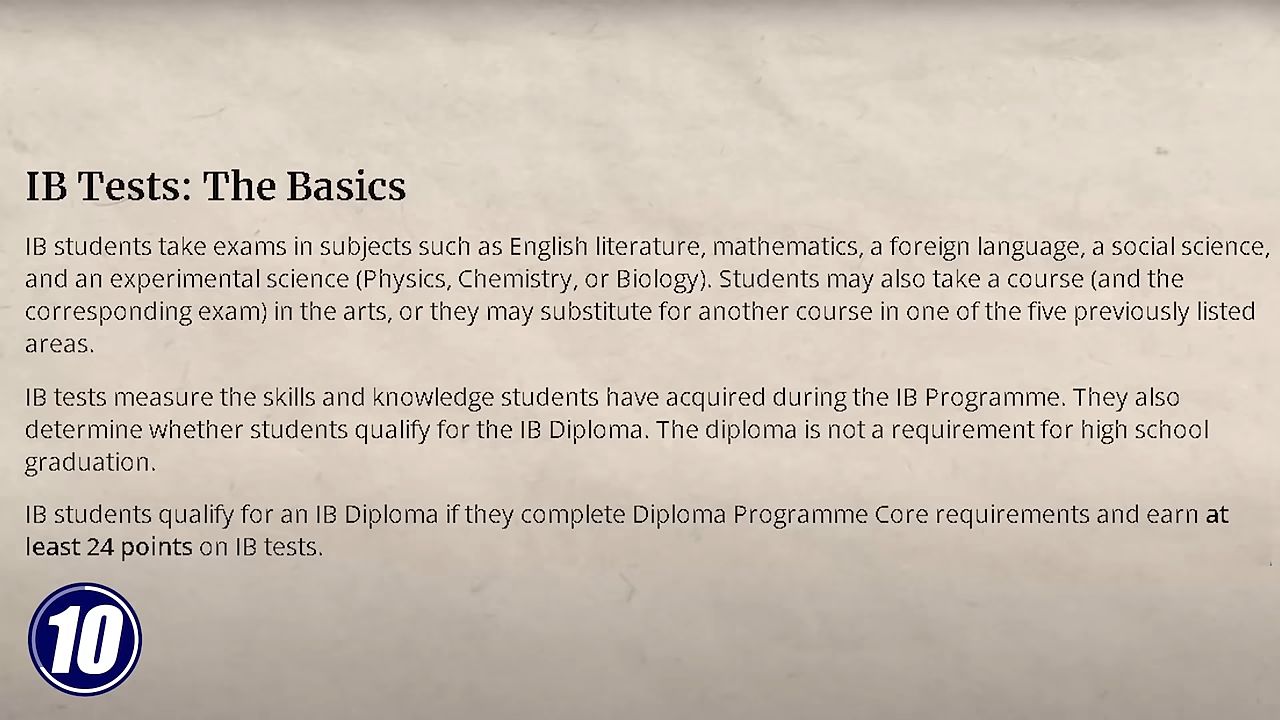 IB Tests: The Basics
IB students take exams in subjects such as English literature, mathematics, a foreign language, a social science,
and an experimental science (Physics, Chemistry, or Biology). Students may also take a course (and the
corresponding exam) in the arts, or they may substitute for another course in one of the five previously listed
areas.
IB tests measure the skills and knowledge students have acquired during the IB Programme. They also
determine whether students qualify for the IB Diploma. The diploma is not a requirement for high school
graduation.
IB students qualify for an IB Diploma if they complete Diploma Programme Core requirements and earn at
least 24 points on IB tests.
10